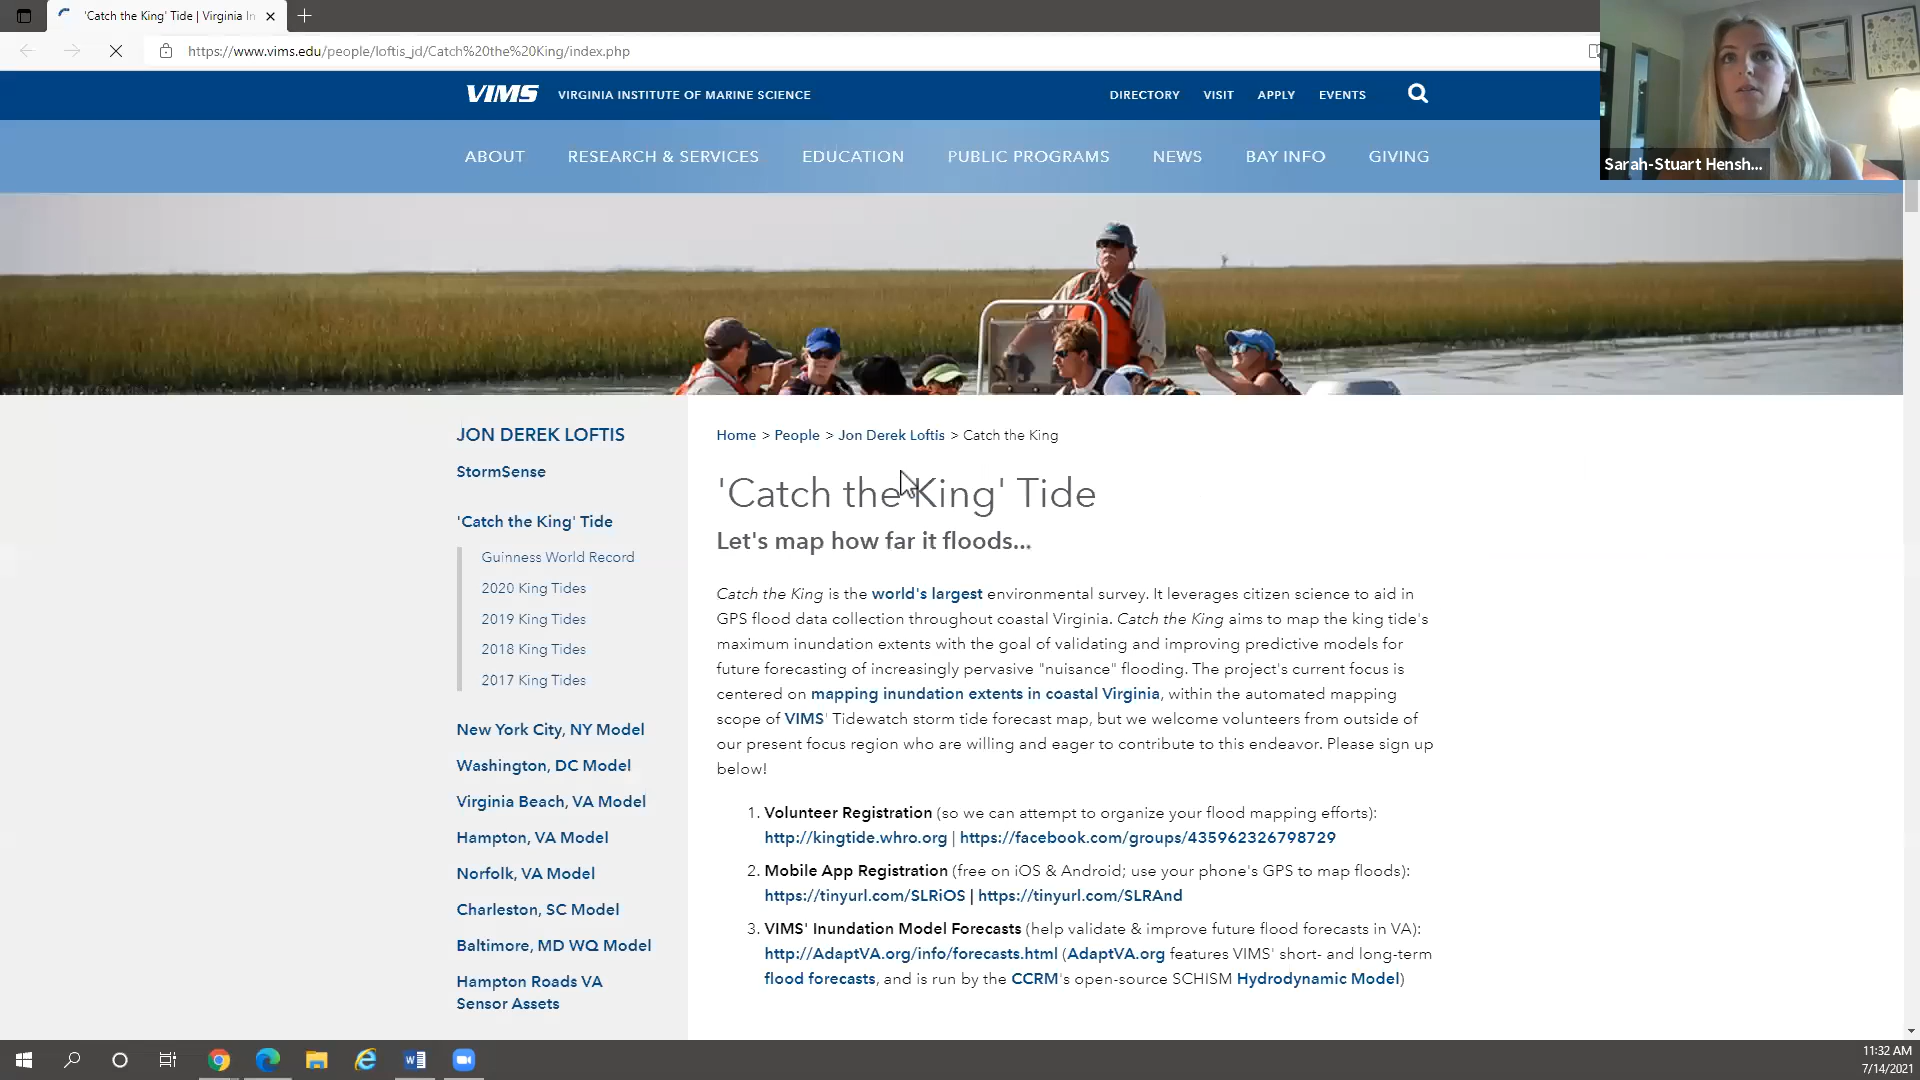 'Catch the King' Tide | Virginia In
https://www.vims.edu/people/loftis_jd/Catch%20the%20King/index.php
VIMS VIRGINIA INSTITUTE OF MARINE SCIENCE
DIRECTORY VISIT APPLY EVENTS
Sarah-Stuart Hensh...
ABOUT RESEARCH & SERVICES EDUCATION PUBLIC PROGRAMS NEWS BAY INFO GIVING
JON DEREK LOFTIS
StormSense
'Catch the King' Tide
Guinness World Record
2020 King Tides
2019 King Tides
2018 King Tides
2017 King Tides
New York City, NY Model
Washington, DC Model
Virginia Beach, VA Model
Hampton, VA Model
Norfolk, VA Model
Charleston, SC Model
Baltimore, MD WQ Model
Hampton Roads VA
Sensor Assets
Home > People > Jon Derek Loftis > Catch the King
'Catch the King' Tide
Let's map how far it floods...
Catch the King is the world's largest environmental survey. It leverages citizen science to aid in
GPS flood data collection throughout coastal Virginia. Catch the King aims to map the king tide's
maximum inundation extents with the goal of validating and improving predictive models for
future forecasting of increasingly pervasive "nuisance" flooding. The project's current focus is
centered on mapping inundation extents in coastal Virginia, within the automated mapping
scope of VIMS' Tidewatch storm tide forecast map, but we welcome volunteers from outside of
our present focus region who are willing and eager to contribute to this endeavor. Please sign up
below!
1. Volunteer Registration (so we can attempt to organize your flood mapping efforts):
http://kingtide.whro.org | https://facebook.com/groups/435962326798729
2. Mobile App Registration (free on iOS & Android; use your phone's GPS to map floods):
https://tinyurl.com/SLRiOS | https://tinyurl.com/SLRAnd
3. VIMS' Inundation Model Forecasts (help validate & improve future flood forecasts in VA):
http://AdaptVA.org/info/forecasts.html (AdaptVA.org features VIMS' short- and long-term
flood forecasts, and is run by the CCRM's open-source SCHISM Hydrodynamic Model)
11:32 AM
7/14/2021